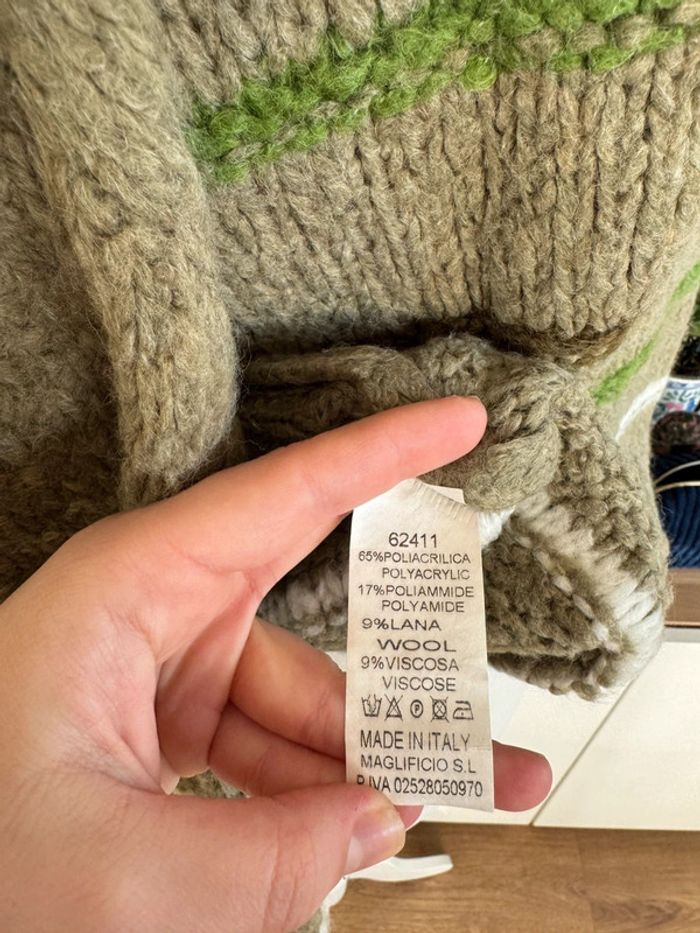 62411
65%POLIACRILICA
POLYACRYLIC
17%POLIAMMIDE
POLYAMIDE
9%LANA
WOOL
9%VISCOSA
VISCOSE
P
MADE IN ITALY
MAGLIFICIO S.L
P.IVA 02528050970